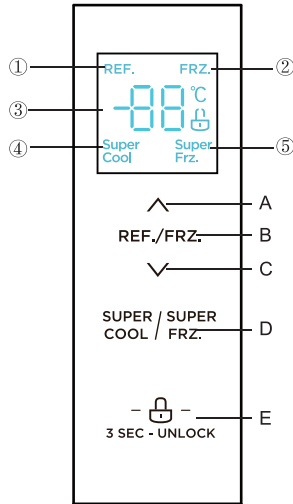 ① REF. FRZ. ②
③ -88 °C
④ Super Cool Super Frz. ⑤
A
REF./FRZ. B
C
SUPER COOL / SUPER FRZ. D
E
3 SEC - UNLOCK